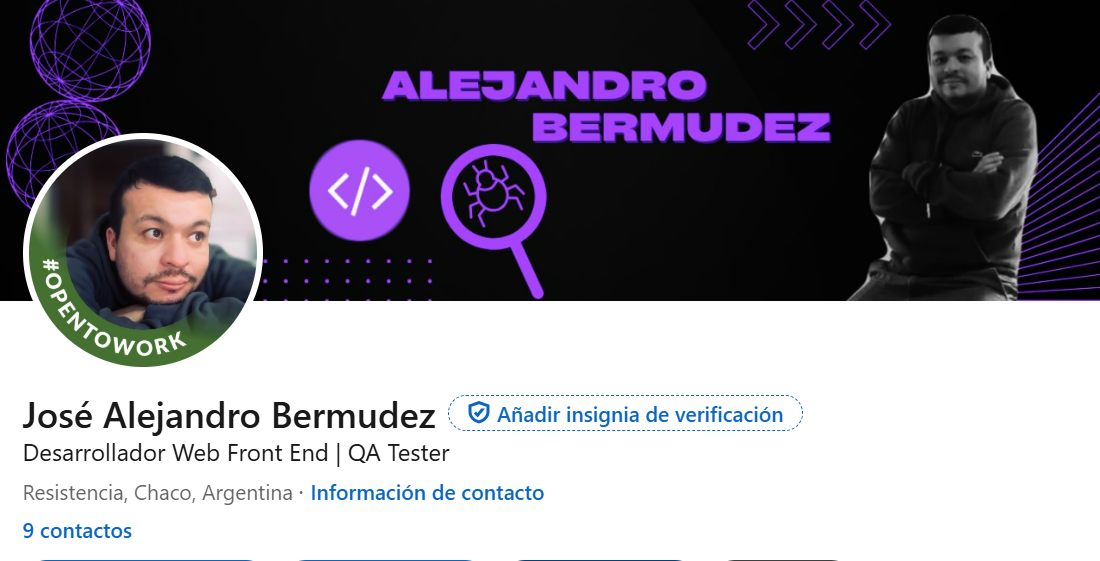 ALEJANDRO
BERMUDEZ
</>
#OPENTOWORK
José Alejandro Bermudez
Añadir insignia de verificación
Desarrollador Web Front End | QA Tester
Resistencia, Chaco, Argentina · Información de contacto
9 contactos